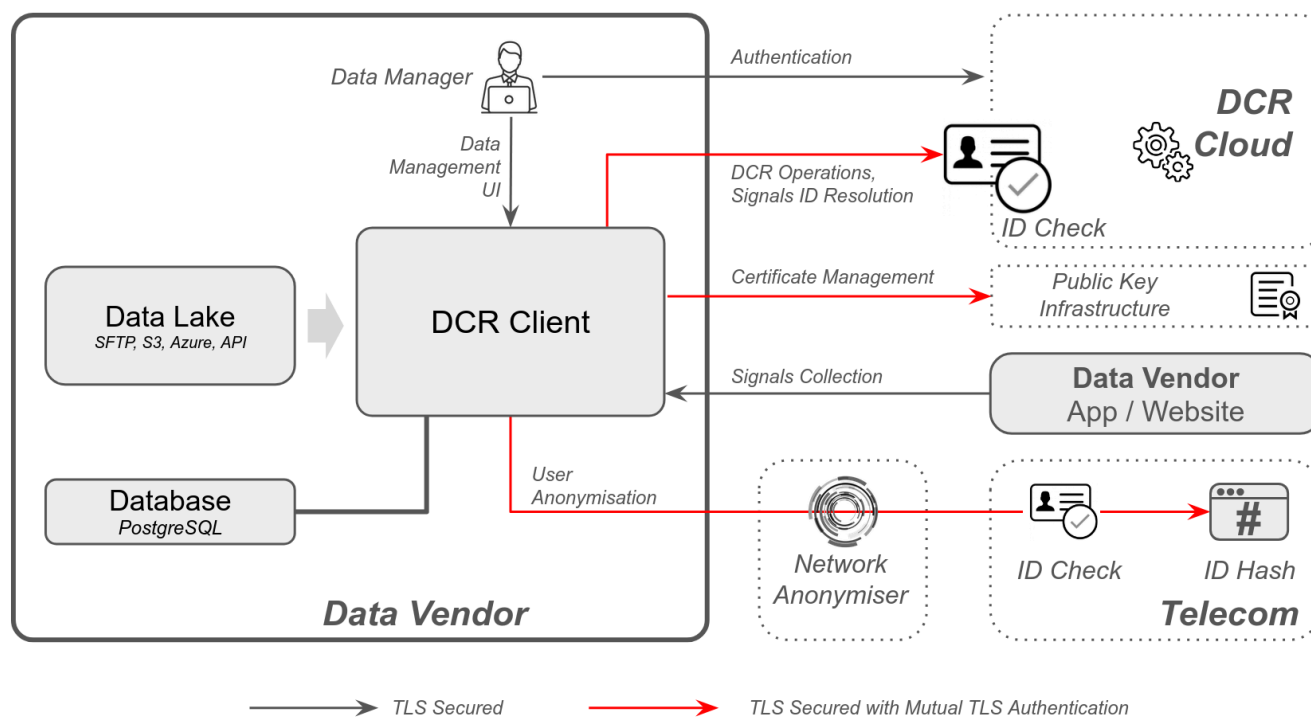 Data Manager
Authentication
DCR
Cloud
Data
Management
UI
DCR Operations,
Signals ID Resolution
ID Check
Data Lake
SFTP, S3, Azure, API
DCR Client
Certificate Management
Public Key
Infrastructure
Signals Collection
Data Vendor
App / Website
Database
PostgreSQL
User
Anonymisation
#
Network
Anonymiser
ID Check
ID Hash
Data Vendor
Telecom
TLS Secured
TLS Secured with Mutual TLS Authentication